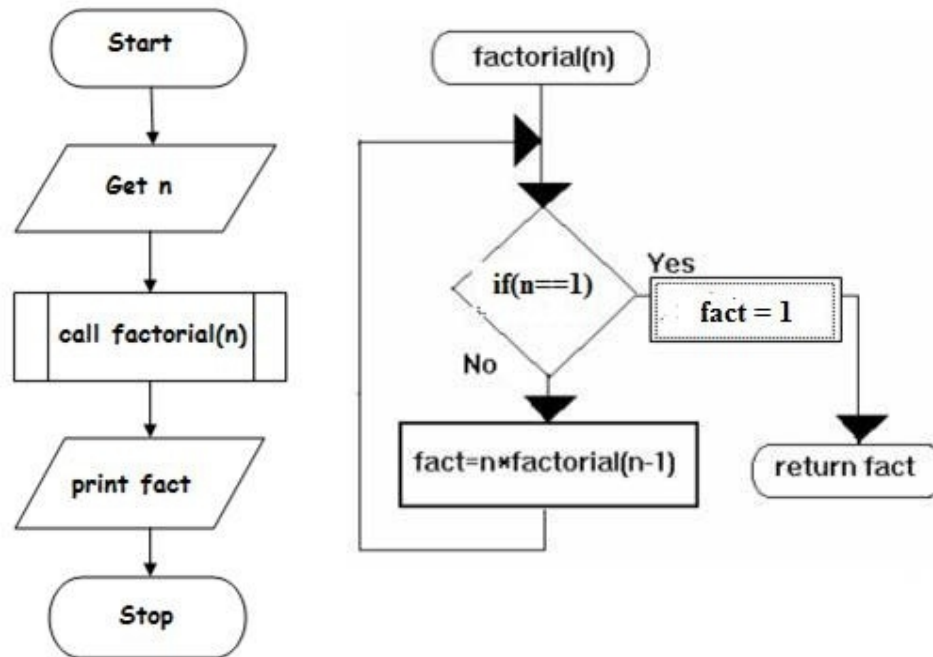 Start
Get n
call factorial(n)
print fact
Stop
factorial(n)
if(n==1)
Yes
fact = 1
No
fact=n*factorial(n-1)
return fact